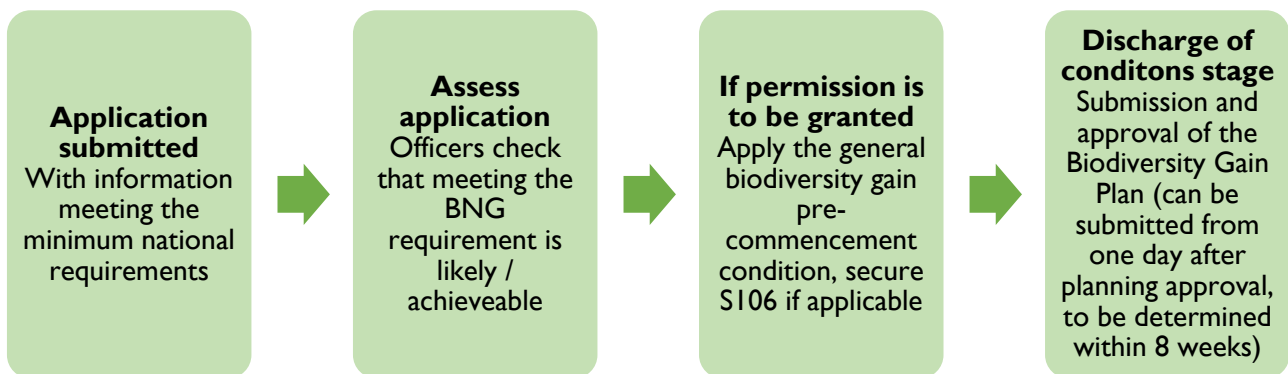 Application
submitted
With information
meeting the
minimum national
requirements
Assess
application
Officers check
that meeting the
BNG
requirement is
likely /
achieveable
If permission is
to be granted
Apply the general
biodiversity gain
pre-
commencement
condition, secure
S106 if applicable
Discharge of
conditons stage
Submission and
approval of the
Biodiversity Gain
Plan (can be
submitted from
one day after
planning approval,
to be determined
within 8 weeks)